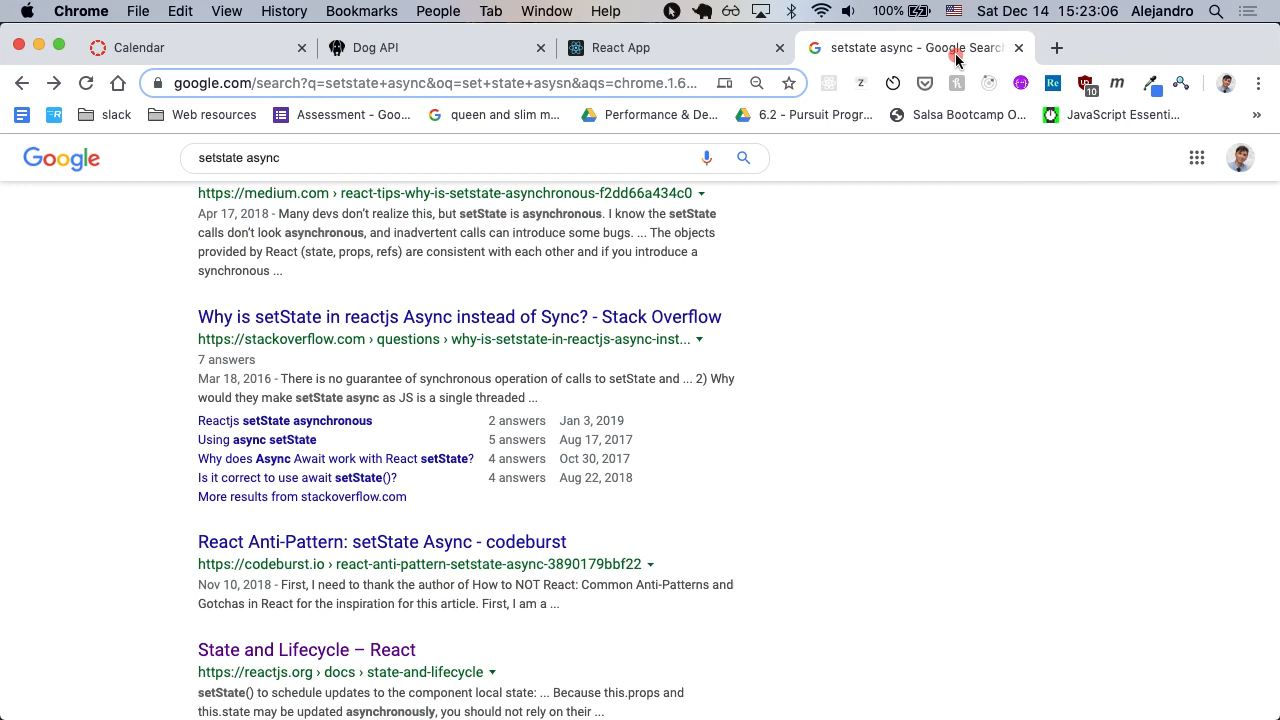 Chrome File Edit View History Bookmarks People Tab Window Help 100% Sat Dec 14 15:23:06 Alejandro
Calendar Dog API React App setstate async - Google Search
google.com/search?q=setstate+async&oq=set+state+asysn&aqs=chrome.1.6... Z Re 10 m
slack Web resources Assessment - Goo... queen and slim m... Performance & De... 6.2 - Pursuit Progr... Salsa Bootcamp O... JavaScript Essenti... »
Google setstate async
https://medium.com › react-tips-why-is-setstate-asynchronous-f2dd66a434c0
Apr 17, 2018 - Many devs don't realize this, but setState is asynchronous. I know the setState
calls don't look asynchronous, and inadvertent calls can introduce some bugs. ... The objects
provided by React (state, props, refs) are consistent with each other and if you introduce a
synchronous ...
Why is setState in reactjs Async instead of Sync? - Stack Overflow
https://stackoverflow.com › questions › why-is-setstate-in-reactjs-async-inst...
7 answers
Mar 18, 2016 - There is no guarantee of synchronous operation of calls to setState and ... 2) Why
would they make setState async as JS is a single threaded ...
Reactjs setState asynchronous 2 answers Jan 3, 2019
Using async setState 5 answers Aug 17, 2017
Why does Async Await work with React setState? 4 answers Oct 30, 2017
Is it correct to use await setState()? 4 answers Aug 22, 2018
More results from stackoverflow.com
React Anti-Pattern: setState Async - codeburst
https://codeburst.io › react-anti-pattern-setstate-async-3890179bbf22
Nov 10, 2018 - First, I need to thank the author of How to NOT React: Common Anti-Patterns and
Gotchas in React for the inspiration for this article. First, I am a ...
State and Lifecycle – React
https://reactjs.org › docs › state-and-lifecycle
setState() to schedule updates to the component local state: ... Because this.props and
this.state may be updated asynchronously, you should not rely on their ...